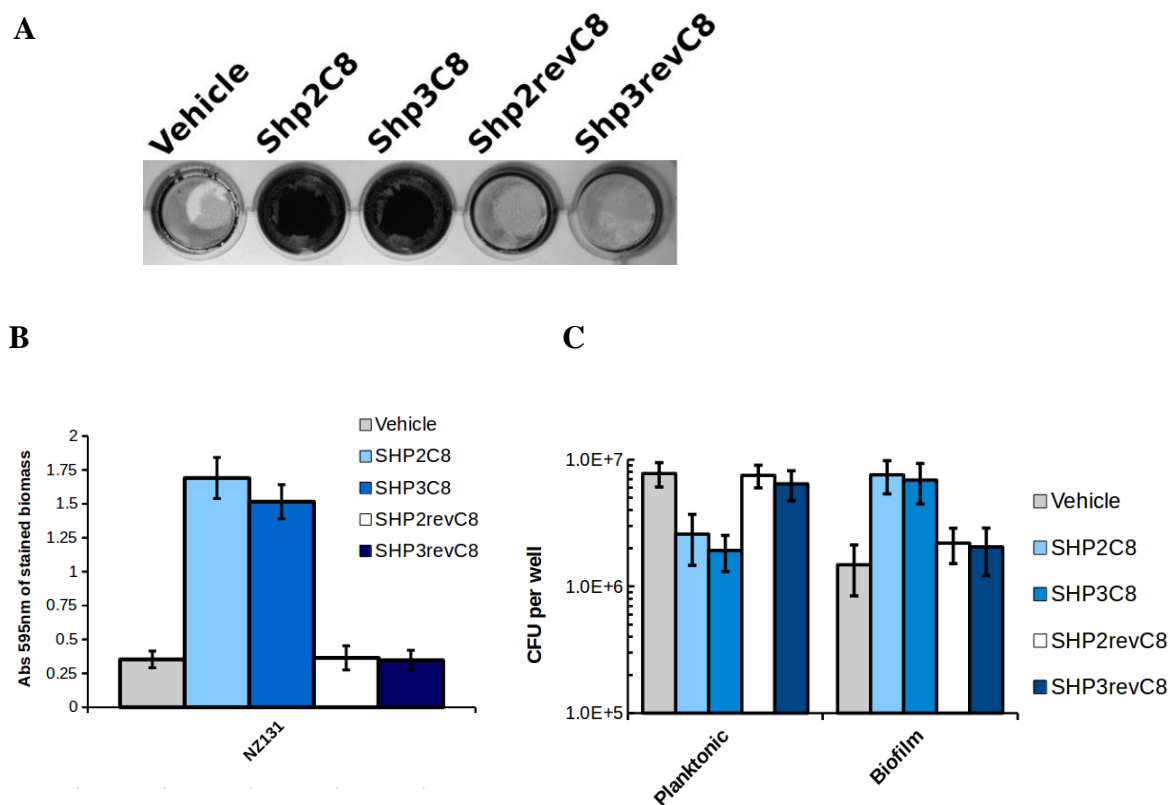 A
Vehicle
Shp2C8
Shp3C8
Shp2revC8
Shp3revC8
B
Abs 595nm of stained biomass
2
1.75
1.5
1.25
1
0.75
0.5
0.25
0
NZ131
Vehicle
SHP2C8
SHP3C8
SHP2revC8
SHP3revC8
C
CFU per well
1.0E+7
1.0E+6
1.0E+5
Planktonic
Biofilm
Vehicle
SHP2C8
SHP3C8
SHP2revC8
SHP3revC8